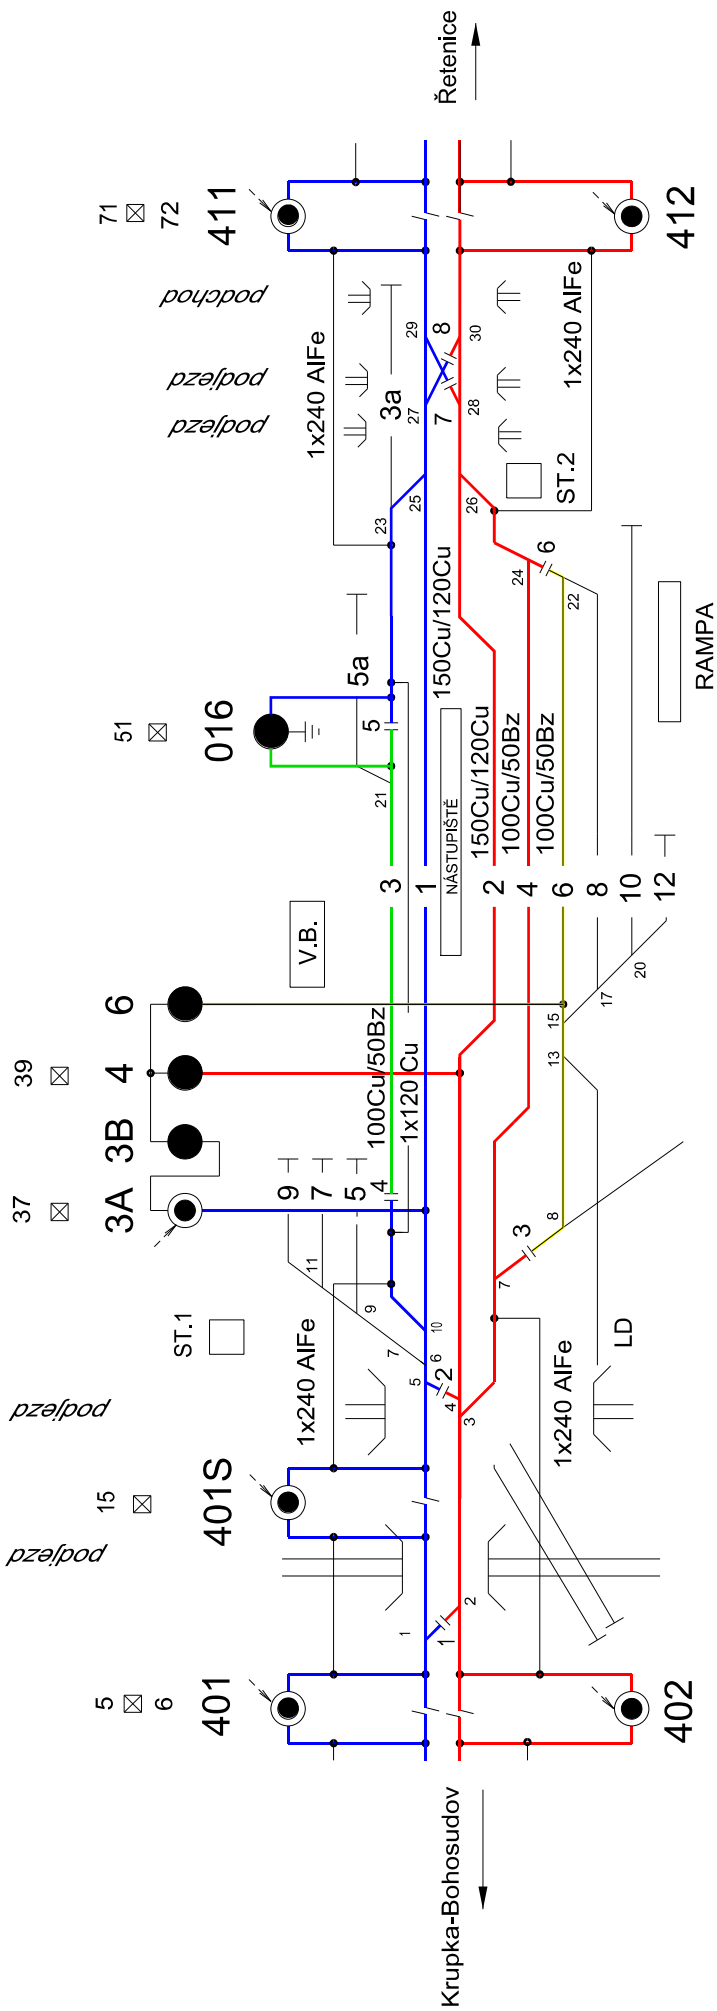 Řetenice
71
72
411
412
podchod
podjezd
podjezd
1x240 AlFe
1x240 AlFe
3a
29
8
30
27
7
28
25
26
23
ST.2
24
6
22
150Cu/120Cu
5a
51
016
5
21
RAMPA
150Cu/120Cu
100Cu/50Bz
100Cu/50Bz
NÁSTUPIŠTĚ
3
1
2
4
6
8
10
12
V.B.
6
4
3B
3A
39
37
15
17
20
13
100Cu/50Bz
1x120 Cu
9
7
5
4
11
9
7
10
6
5
2
4
3
3
8
7
ST.1
1x240 AlFe
1x240 AlFe
LD
podjezd
15
401S
podjezd
1
1
2
5
6
401
402
Krupka-Bohosudov